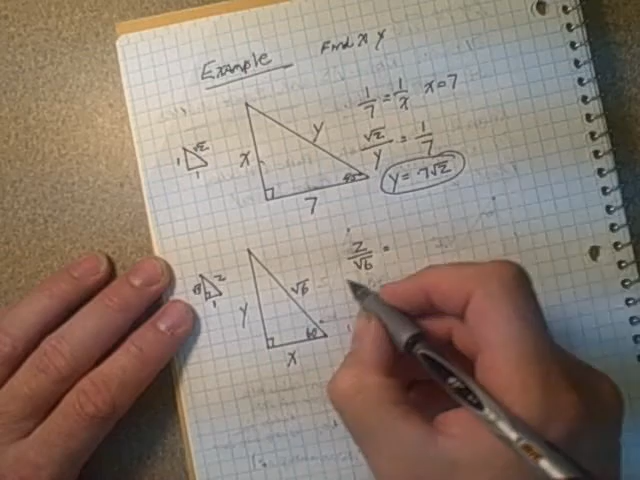 Example Find x y
1/7 = 1/x x=7
√2/y = 1/7
y = 7√2
1 √2 1
x y 7 45
2/√6 =
√3 2 1
y √6 x 60